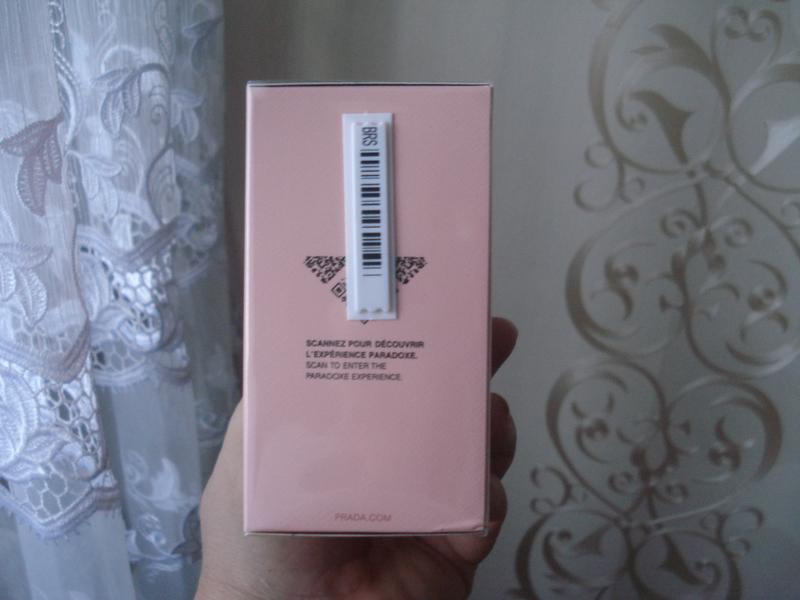 BRS
SCANNEZ POUR DÉCOUVRIR
L'EXPÉRIENCE PARADOXE.
SCAN TO ENTER THE
PARADOXE EXPERIENCE.
PRADA.COM